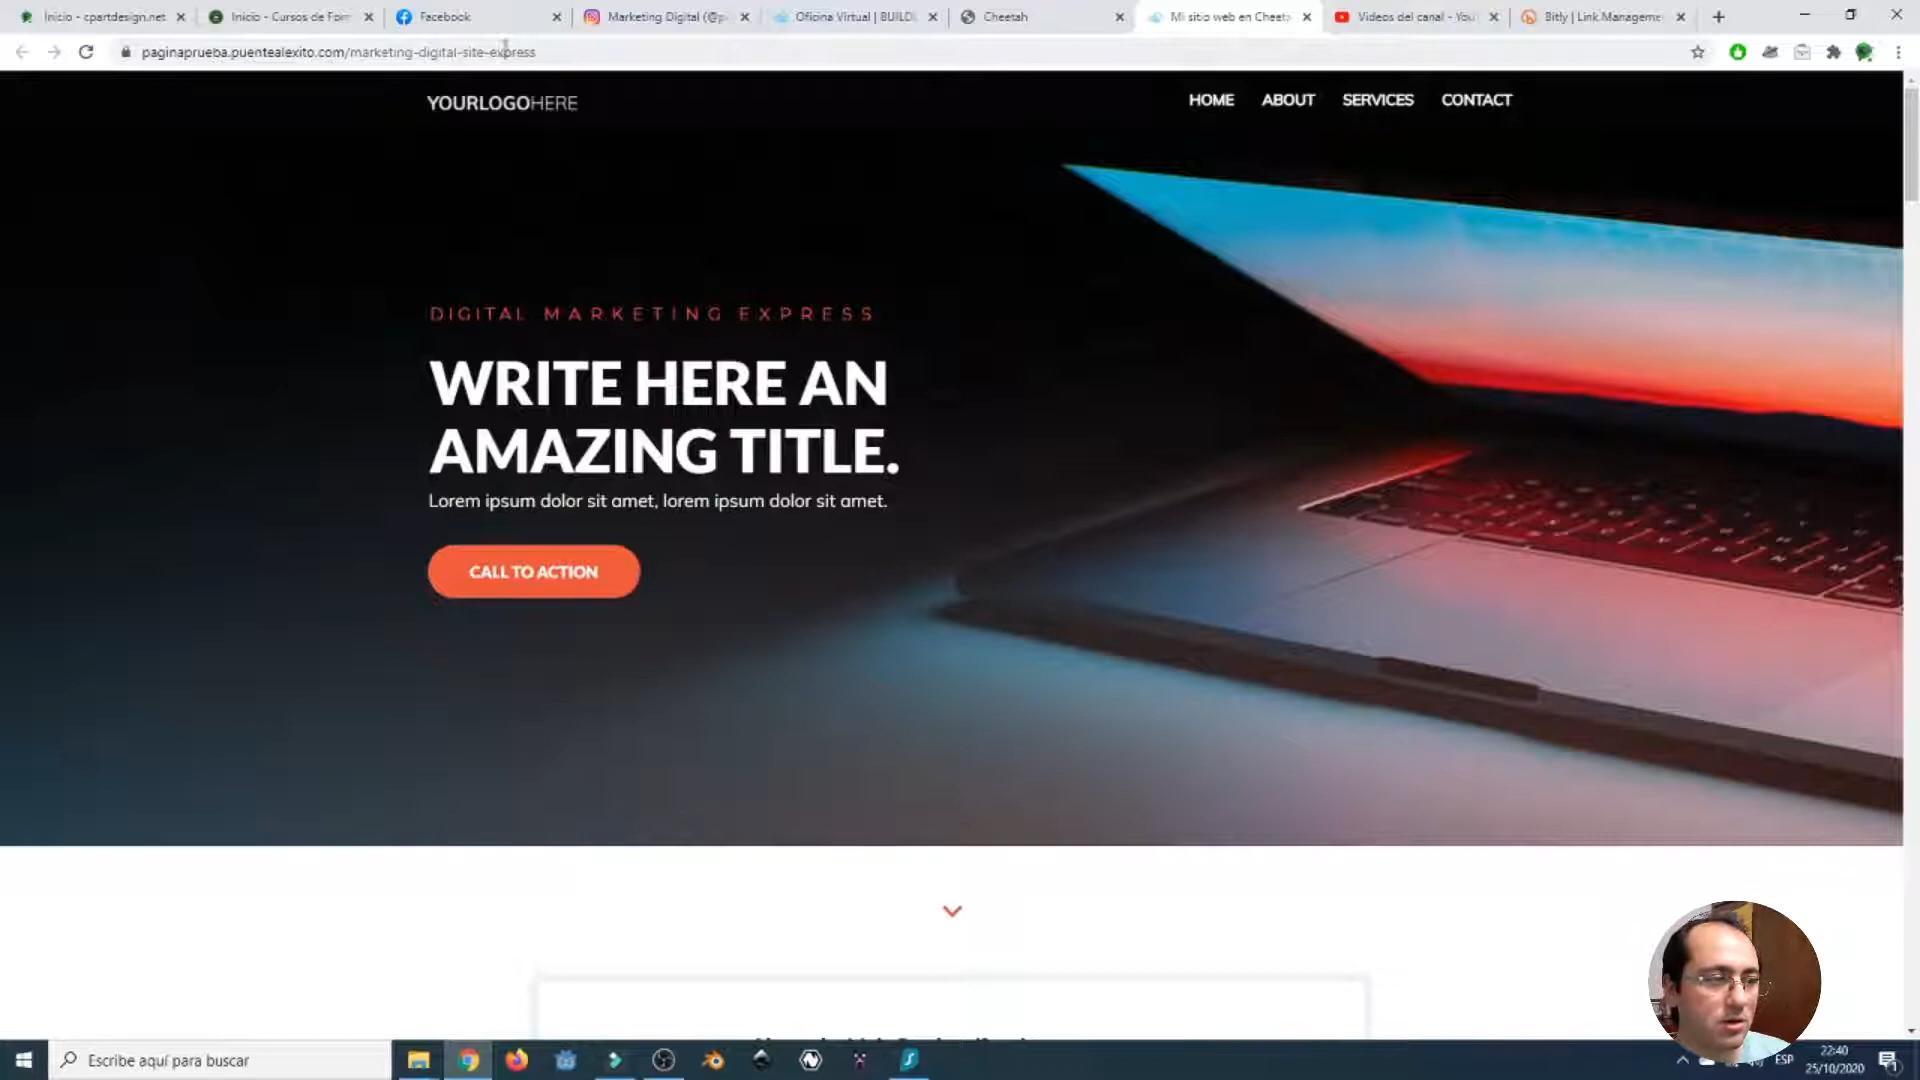 Inicio - cpartdesign.net
Inicio - Cursos de Form
Facebook
Marketing Digital (@p
Oficina Virtual | BUILD
Cheetah
Mi sitio web en Cheeta
Videos del canal - You
Bitly | Link Manageme
paginaprueba.puentealexito.com/marketing-digital-site-express
YOURLOGOHERE
HOME ABOUT SERVICES CONTACT
DIGITAL MARKETING EXPRESS
WRITE HERE AN
AMAZING TITLE.
Lorem ipsum dolor sit amet, lorem ipsum dolor sit amet.
CALL TO ACTION
Escribe aquí para buscar
ESP
22:40
25/10/2020